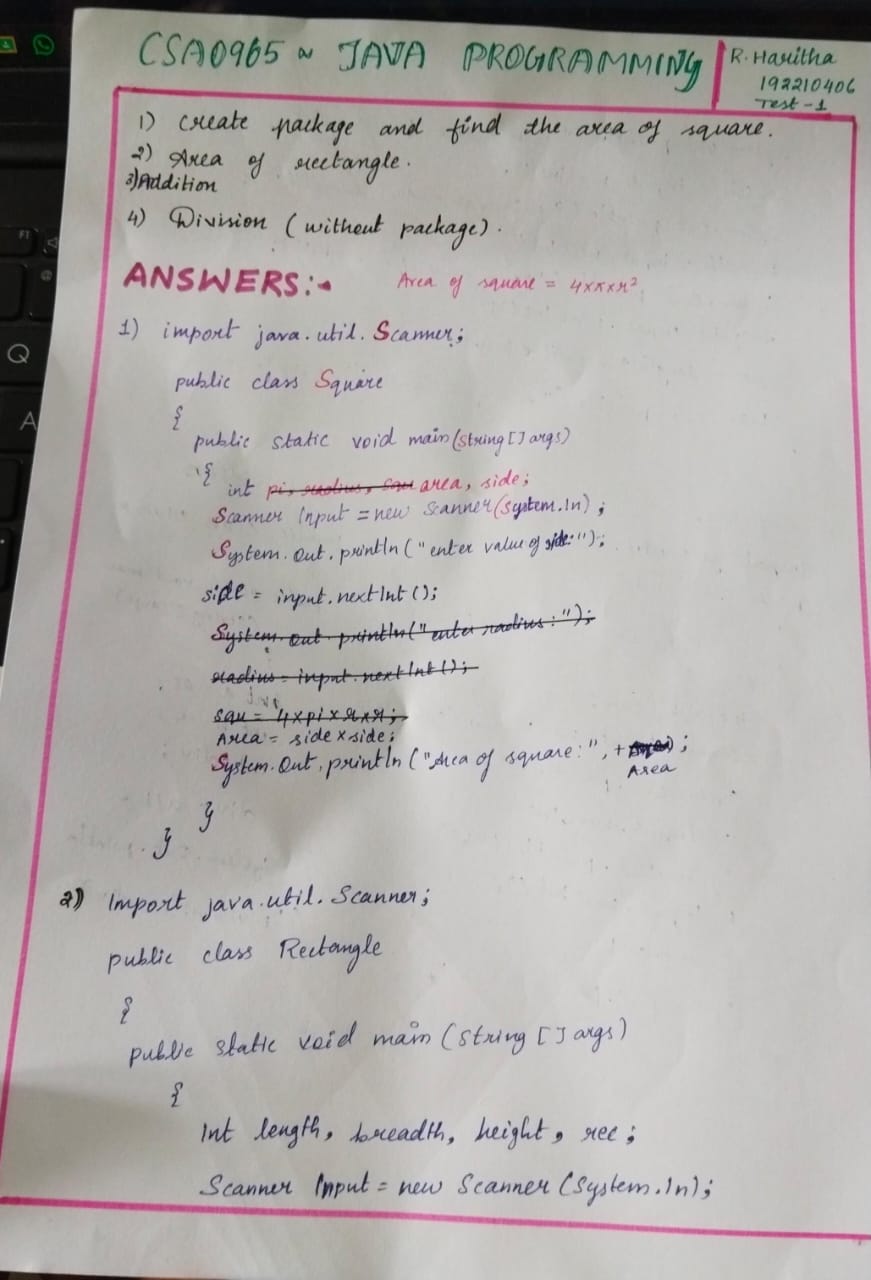 CSA0965 ~ JAVA PROGRAMMING
R. Haritha
192210406
Test-1
1) create package and find the area of square.
2) Area of rectangle.
3) Addition
4) Division (without package).
ANSWERS:-
Area of square = 4xπxr²
1) import java.util.Scanner;
public class Square
{
public static void main(string[] args)
{
int pi, radius, squ area, side;
Scanner Input = new Scanner(system.In);
System.Out.println("enter value of side:");
side = input.nextInt();
System.out.println("enter radius:");
radius = input.nextInt();
squ = 4xpixrxr;
Area = side x side;
System.Out.println("Area of square:", + );
Area
}
}
2) Import java.util.Scanner;
public class Rectangle
{
public static void main(string[] args)
{
Int length, breadth, height, rec;
Scanner Input = new Scanner(System.In);
Q
A
F1